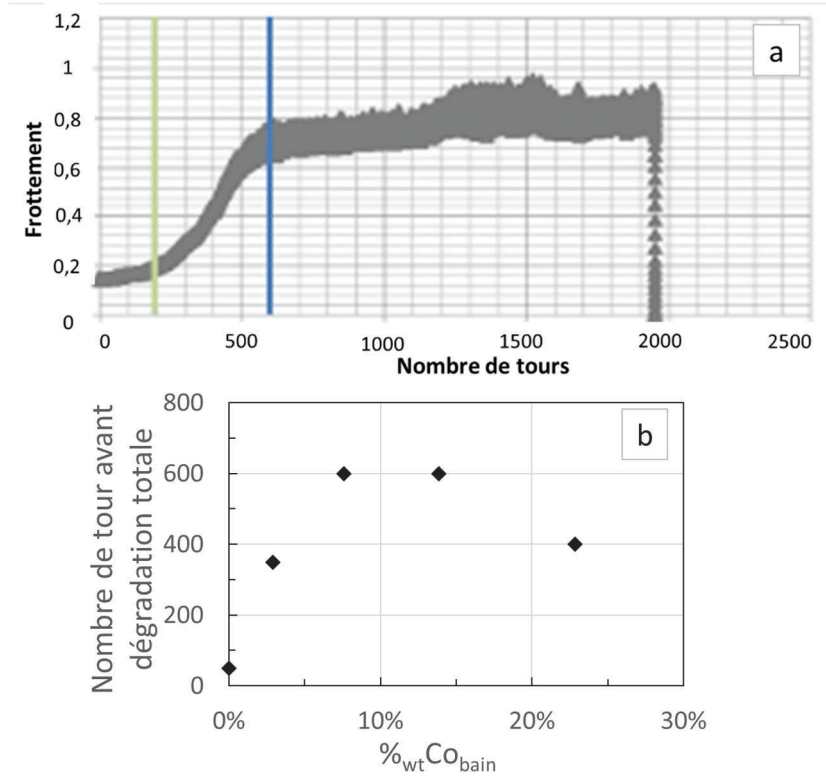 a
1,2
1
0,8
0,6
0,4
0,2
0
Frottement
0 500 1000 1500 2000 2500
Nombre de tours
b
800
600
400
200
0
Nombre de tour avant
dégradation totale
0% 10% 20% 30%
%wtCobain